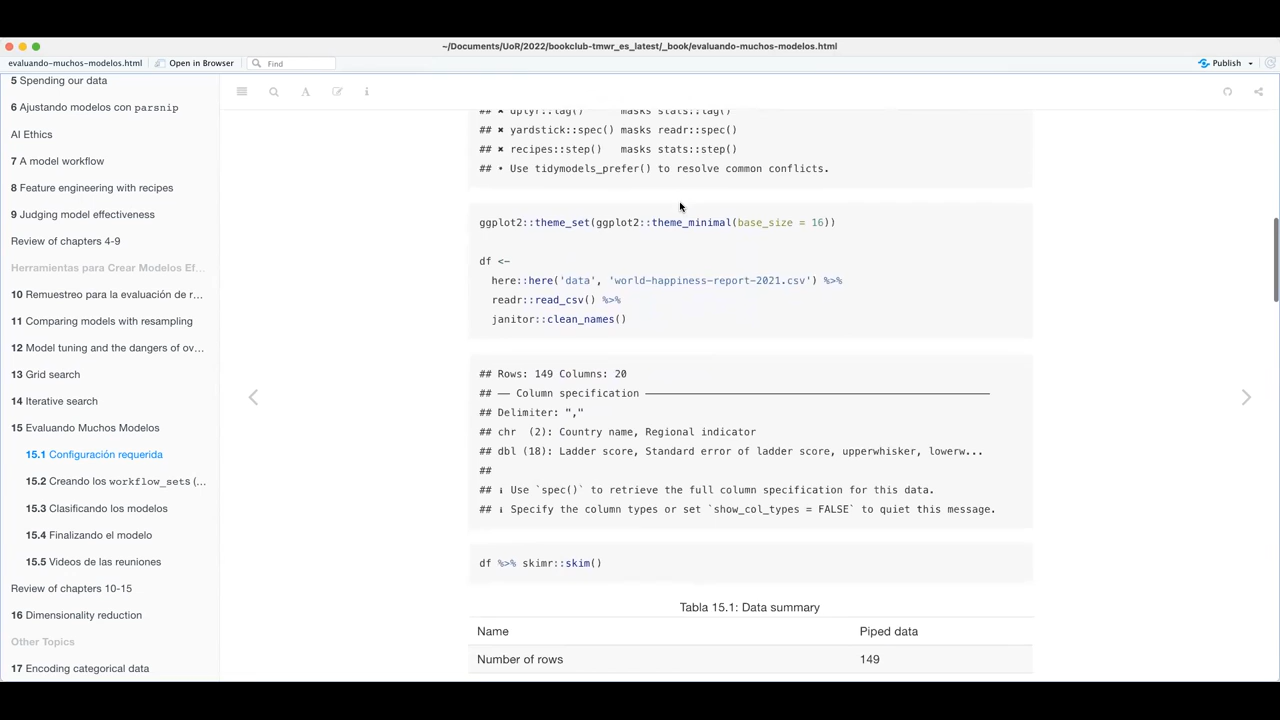 ~/Documents/UoR/2022/bookclub-tmwr_es_latest/_book/evaluando-muchos-modelos.html
evaluando-muchos-modelos.html
Open in Browser
Find
Publish
5 Spending our data
6 Ajustando modelos con parsnip
AI Ethics
7 A model workflow
8 Feature engineering with recipes
9 Judging model effectiveness
Review of chapters 4-9
Herramientas para Crear Modelos Ef...
10 Remuestreo para la evaluación de r...
11 Comparing models with resampling
12 Model tuning and the dangers of ov...
13 Grid search
14 Iterative search
15 Evaluando Muchos Modelos
15.1 Configuración requerida
15.2 Creando los workflow_sets (...
15.3 Clasificando los modelos
15.4 Finalizando el modelo
15.5 Videos de las reuniones
Review of chapters 10-15
16 Dimensionality reduction
Other Topics
17 Encoding categorical data
## ✖ dplyr::lag() masks stats::lag()
## ✖ yardstick::spec() masks readr::spec()
## ✖ recipes::step() masks stats::step()
## • Use tidymodels_prefer() to resolve common conflicts.
ggplot2::theme_set(ggplot2::theme_minimal(base_size = 16))
df <-
here::here('data', 'world-happiness-report-2021.csv') %>%
readr::read_csv() %>%
janitor::clean_names()
## Rows: 149 Columns: 20
## ── Column specification ────────────────────────────────────────────────────────
## Delimiter: ","
## chr (2): Country name, Regional indicator
## dbl (18): Ladder score, Standard error of ladder score, upperwhisker, lowerw...
##
## ℹ Use `spec()` to retrieve the full column specification for this data.
## ℹ Specify the column types or set `show_col_types = FALSE` to quiet this message.
df %>% skimr::skim()
Tabla 15.1: Data summary
Name Piped data
Number of rows 149